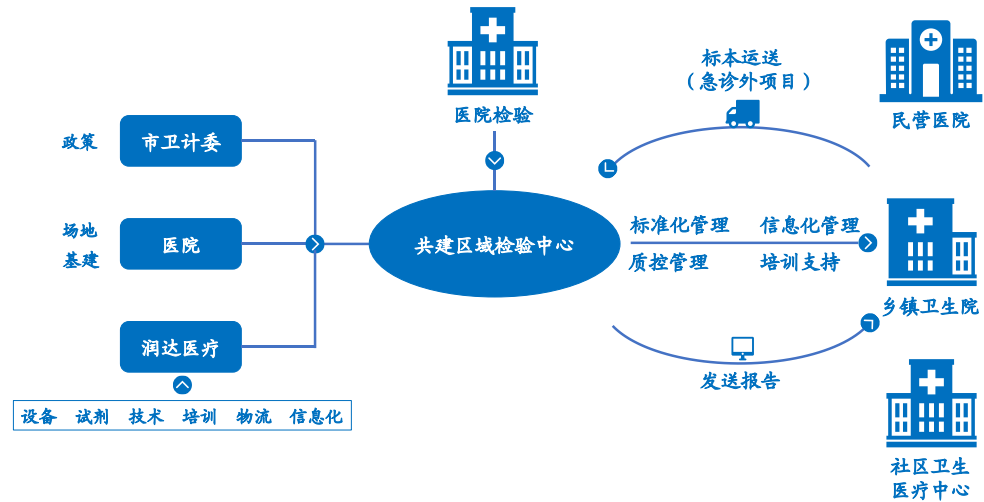 医院检验
标本运送
（急诊外项目）
民营医院
政策
市卫计委
场地
基建
医院
共建区域检验中心
标准化管理 信息化管理
质控管理 培训支持
乡镇卫生院
润达医疗
发送报告
设备 试剂 技术 培训 物流 信息化
社区卫生
医疗中心